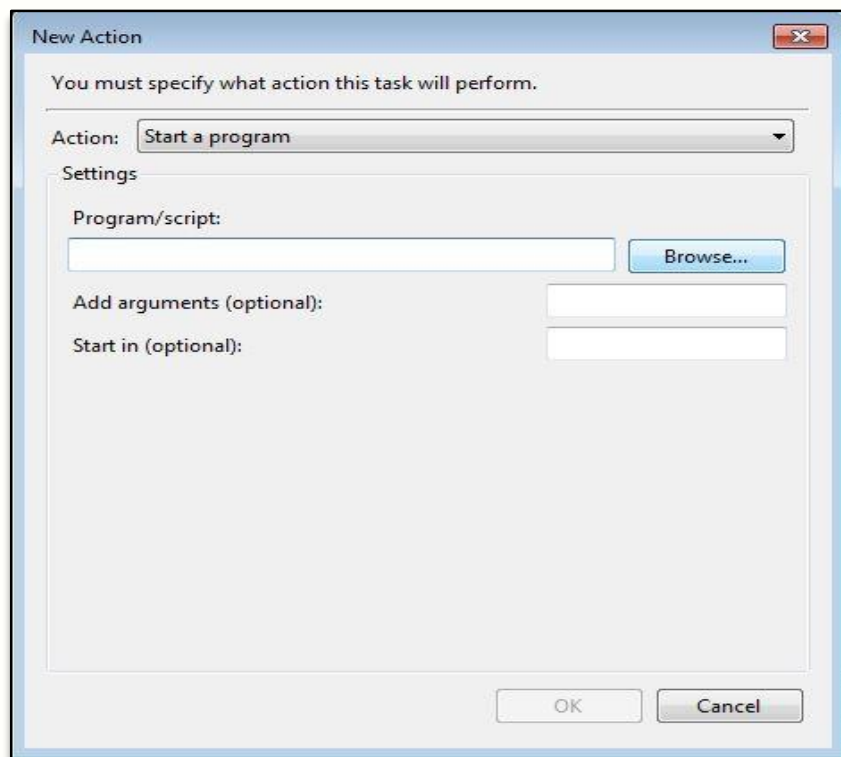 New Action
You must specify what action this task will perform.
Action: Start a program
Settings
Program/script:
Browse...
Add arguments (optional):
Start in (optional):
OK Cancel